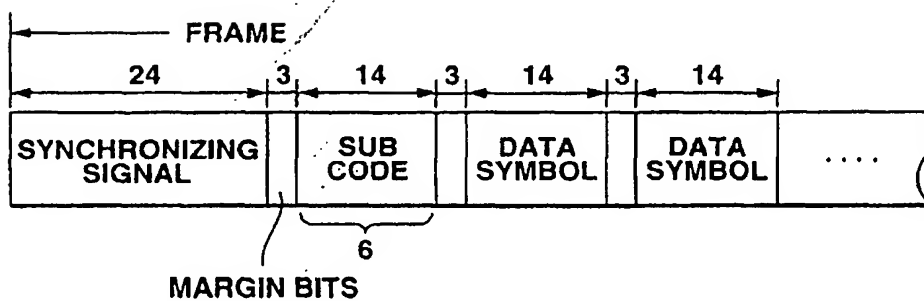 FRAME
24 3 14 3 14 3 14
SYNCHRONIZING SIGNAL
SUB CODE
DATA SYMBOL
DATA SYMBOL
....
6
MARGIN BITS